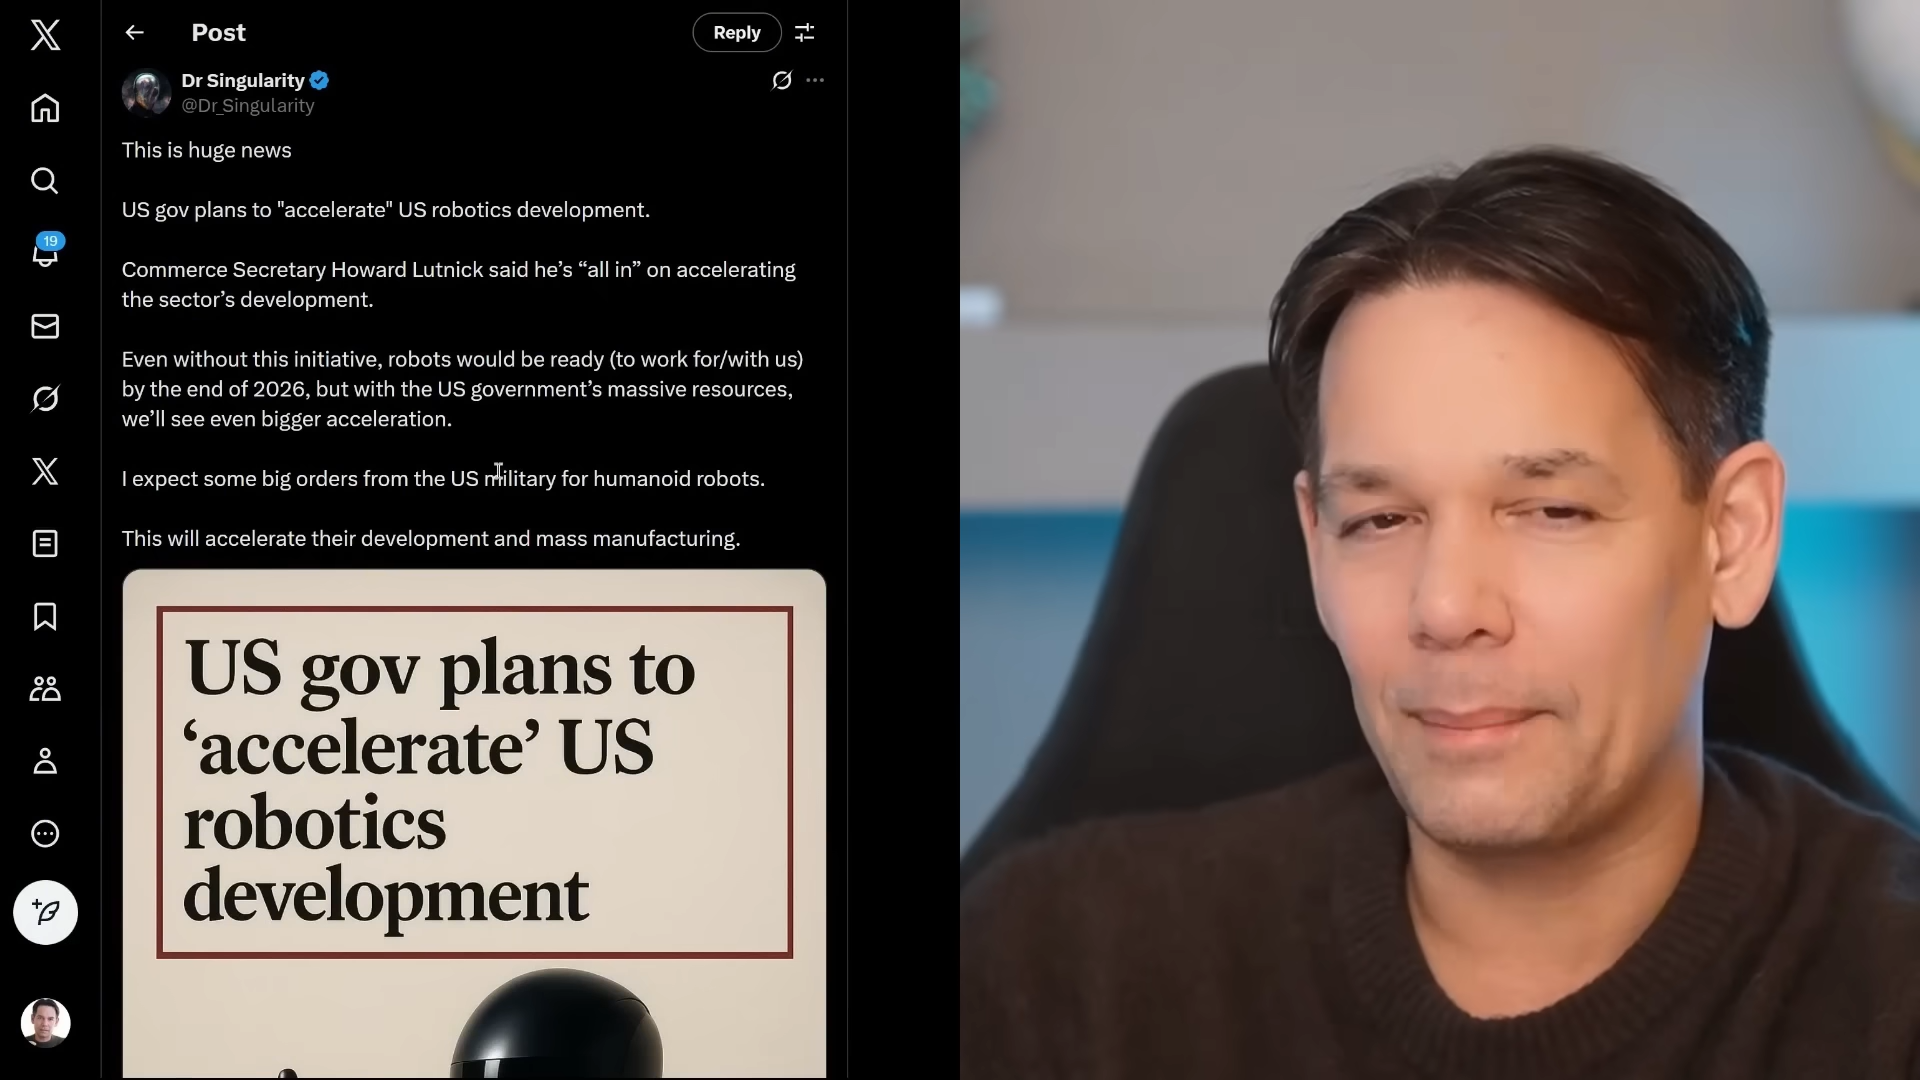 Post
Reply
Dr Singularity
@Dr_Singularity
19
This is huge news
US gov plans to "accelerate" US robotics development.
Commerce Secretary Howard Lutnick said he’s “all in” on accelerating
the sector’s development.
Even without this initiative, robots would be ready (to work for/with us)
by the end of 2026, but with the US government’s massive resources,
we’ll see even bigger acceleration.
I expect some big orders from the US military for humanoid robots.
This will accelerate their development and mass manufacturing.
US gov plans to
‘accelerate’ US
robotics
development